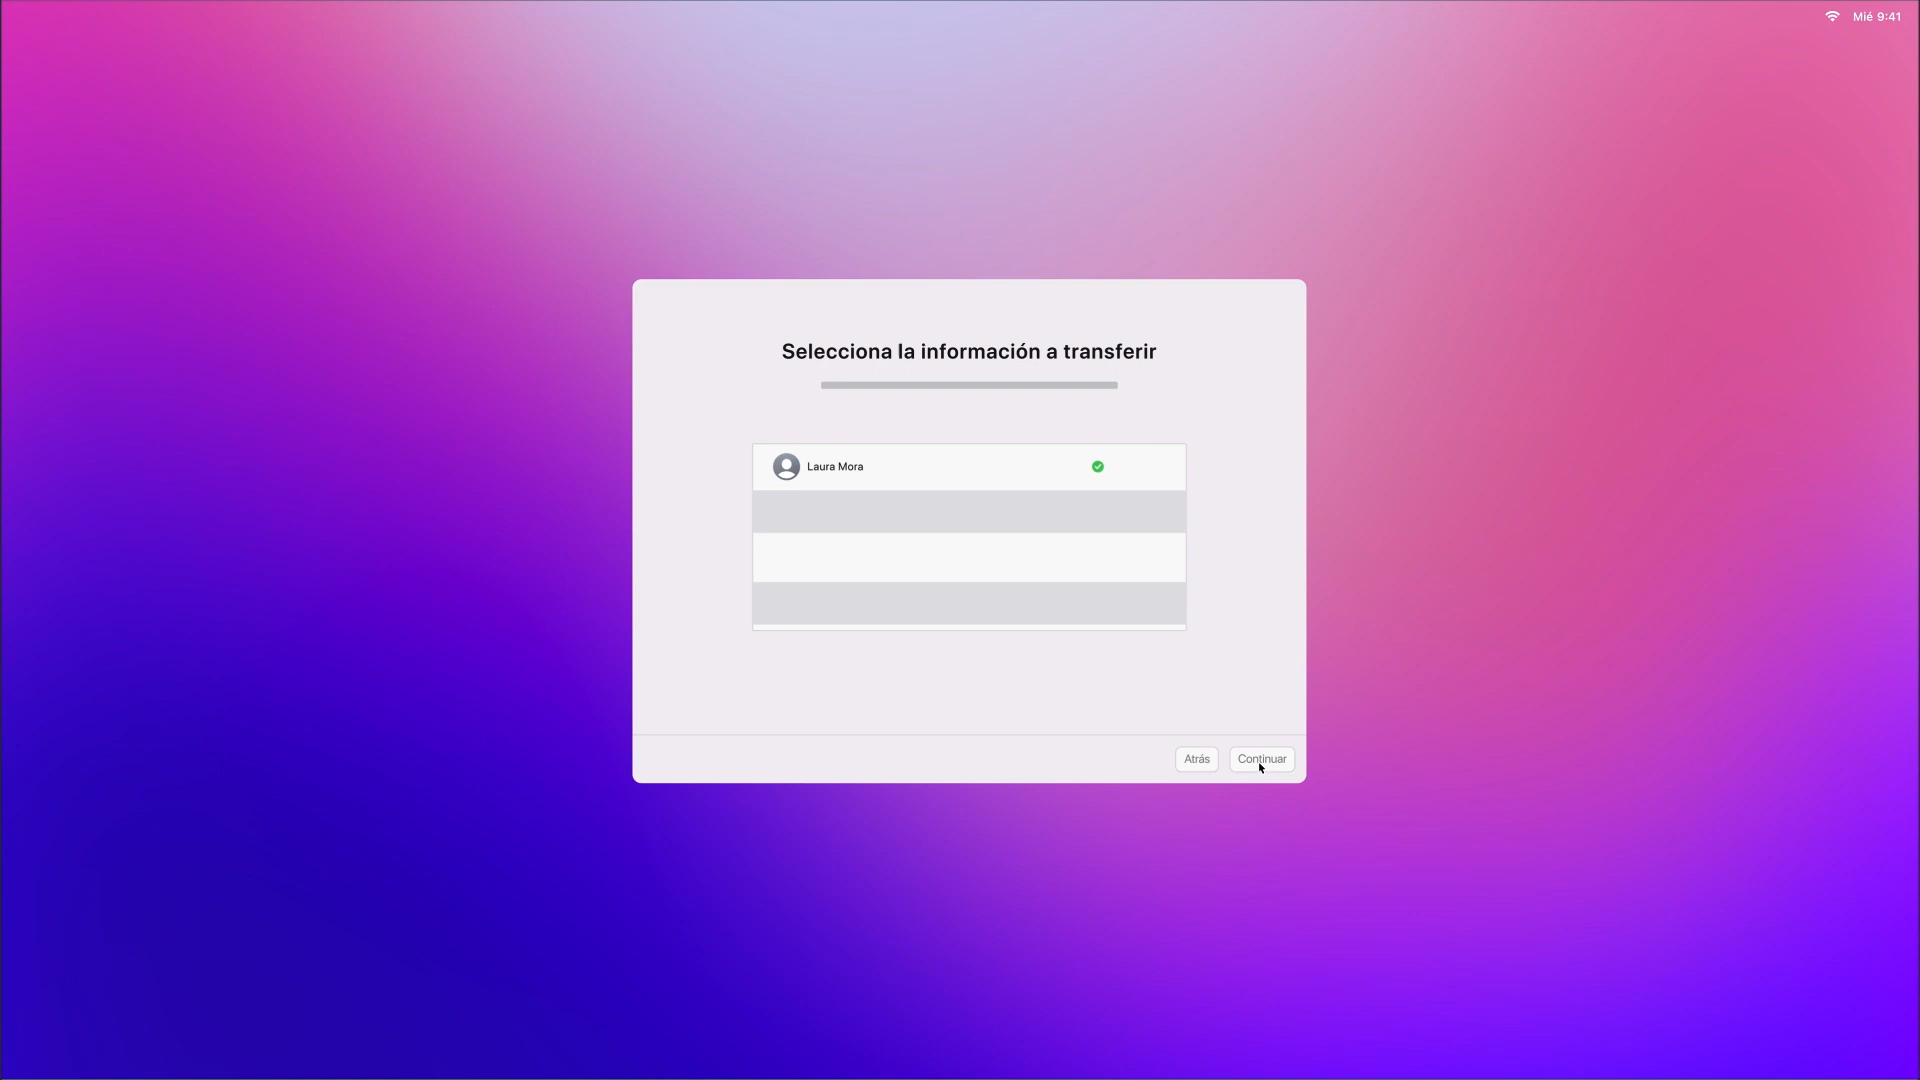 Mié 9:41
Selecciona la información a transferir
Laura Mora
Atrás
Continuar